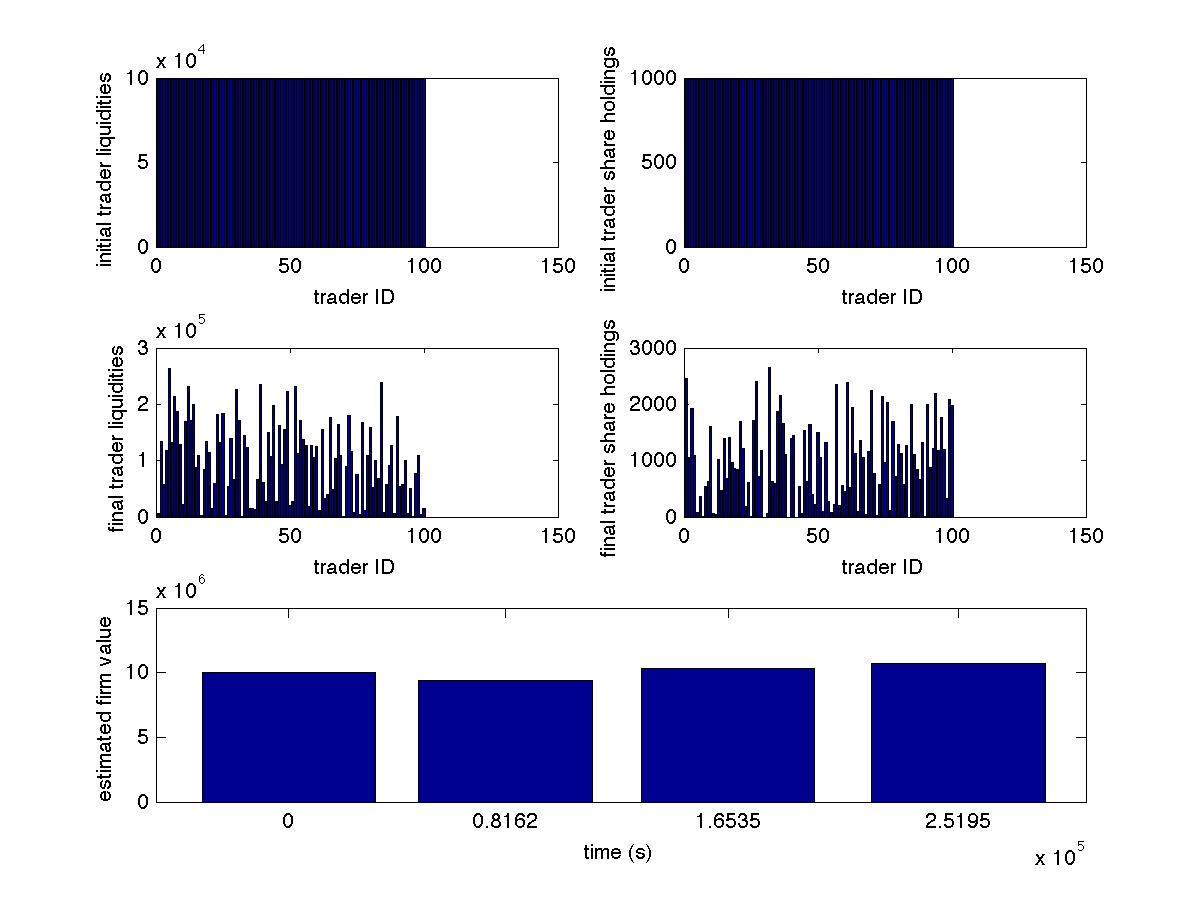 x 10^4
10
5
0
initial trader liquidities
0 50 100 150
trader ID
1000
500
0
initial trader share holdings
0 50 100 150
trader ID
x 10^5
3
2
1
0
final trader liquidities
0 50 100 150
trader ID
3000
2000
1000
0
final trader share holdings
0 50 100 150
trader ID
x 10^6
15
10
5
0
estimated firm value
0 0.8162 1.6535 2.5195
time (s)
x 10^5